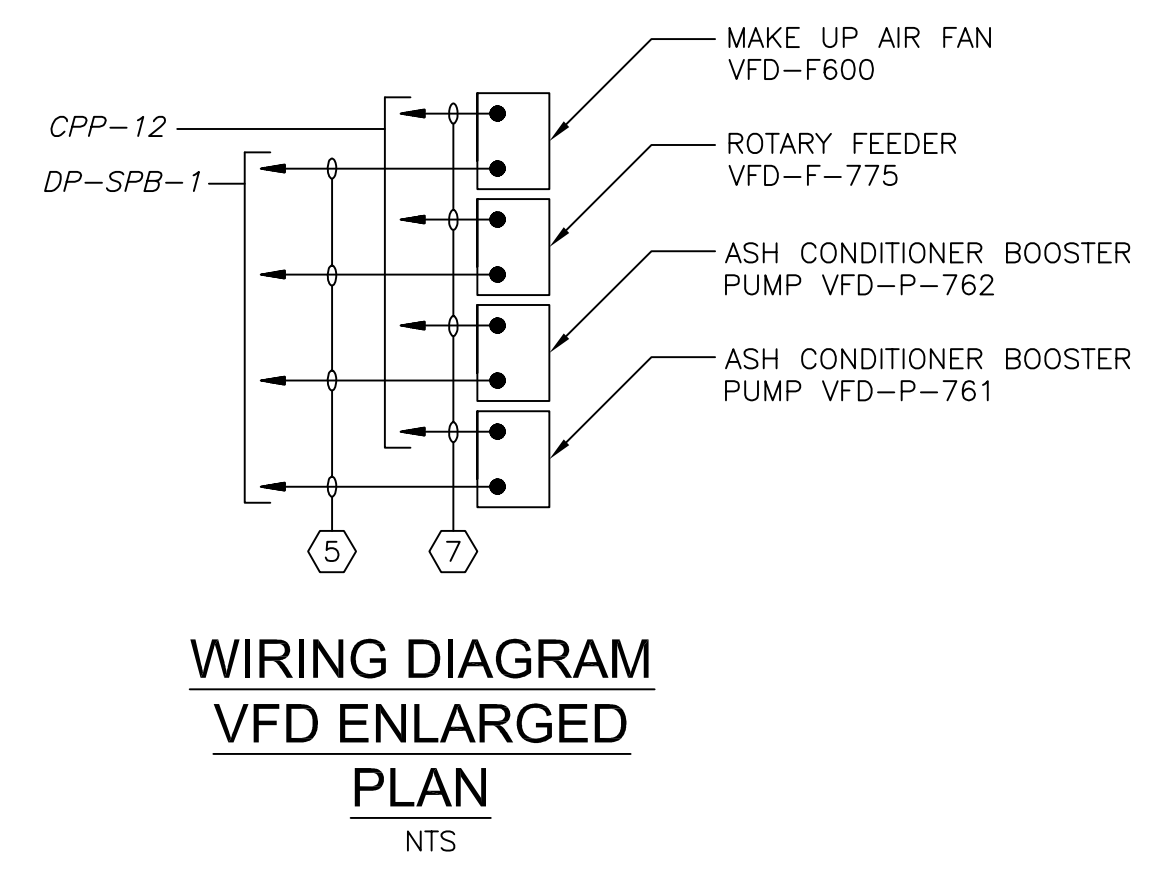 MAKE UP AIR FAN
VFD-F600
CPP-12
DP-SPB-1
ROTARY FEEDER
VFD-F-775
ASH CONDITIONER BOOSTER
PUMP VFD-P-762
ASH CONDITIONER BOOSTER
PUMP VFD-P-761
5
7
WIRING DIAGRAM
VFD ENLARGED
PLAN
NTS